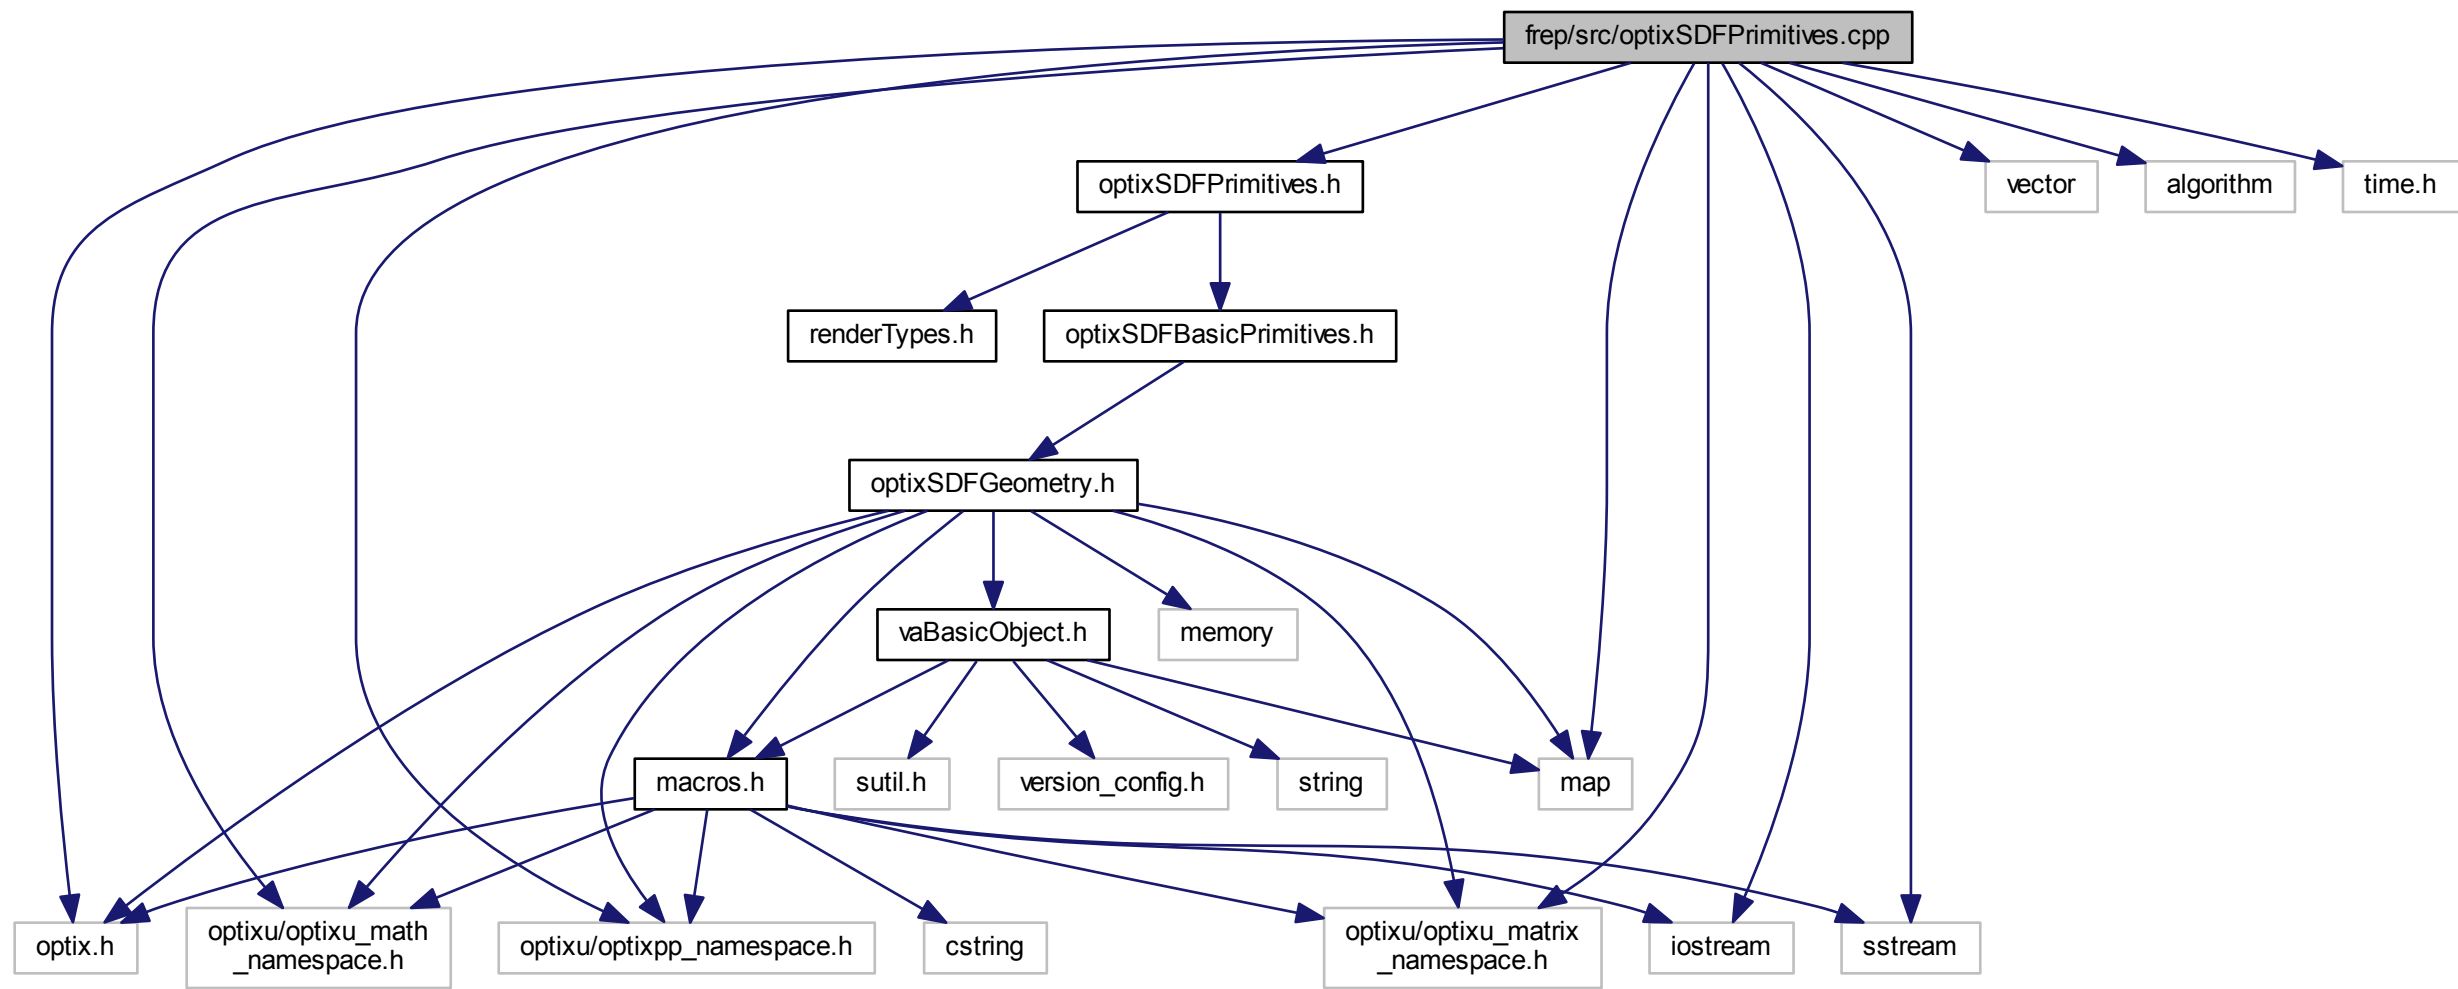 frep/src/optixSDFPrimitives.cpp
optixSDFPrimitives.h
vector
algorithm
time.h
renderTypes.h
optixSDFBasicPrimitives.h
optixSDFGeometry.h
vaBasicObject.h
memory
macros.h
sutil.h
version_config.h
string
map
optix.h
optixu/optixu_math
_namespace.h
optixu/optixpp_namespace.h
cstring
optixu/optixu_matrix
_namespace.h
iostream
sstream